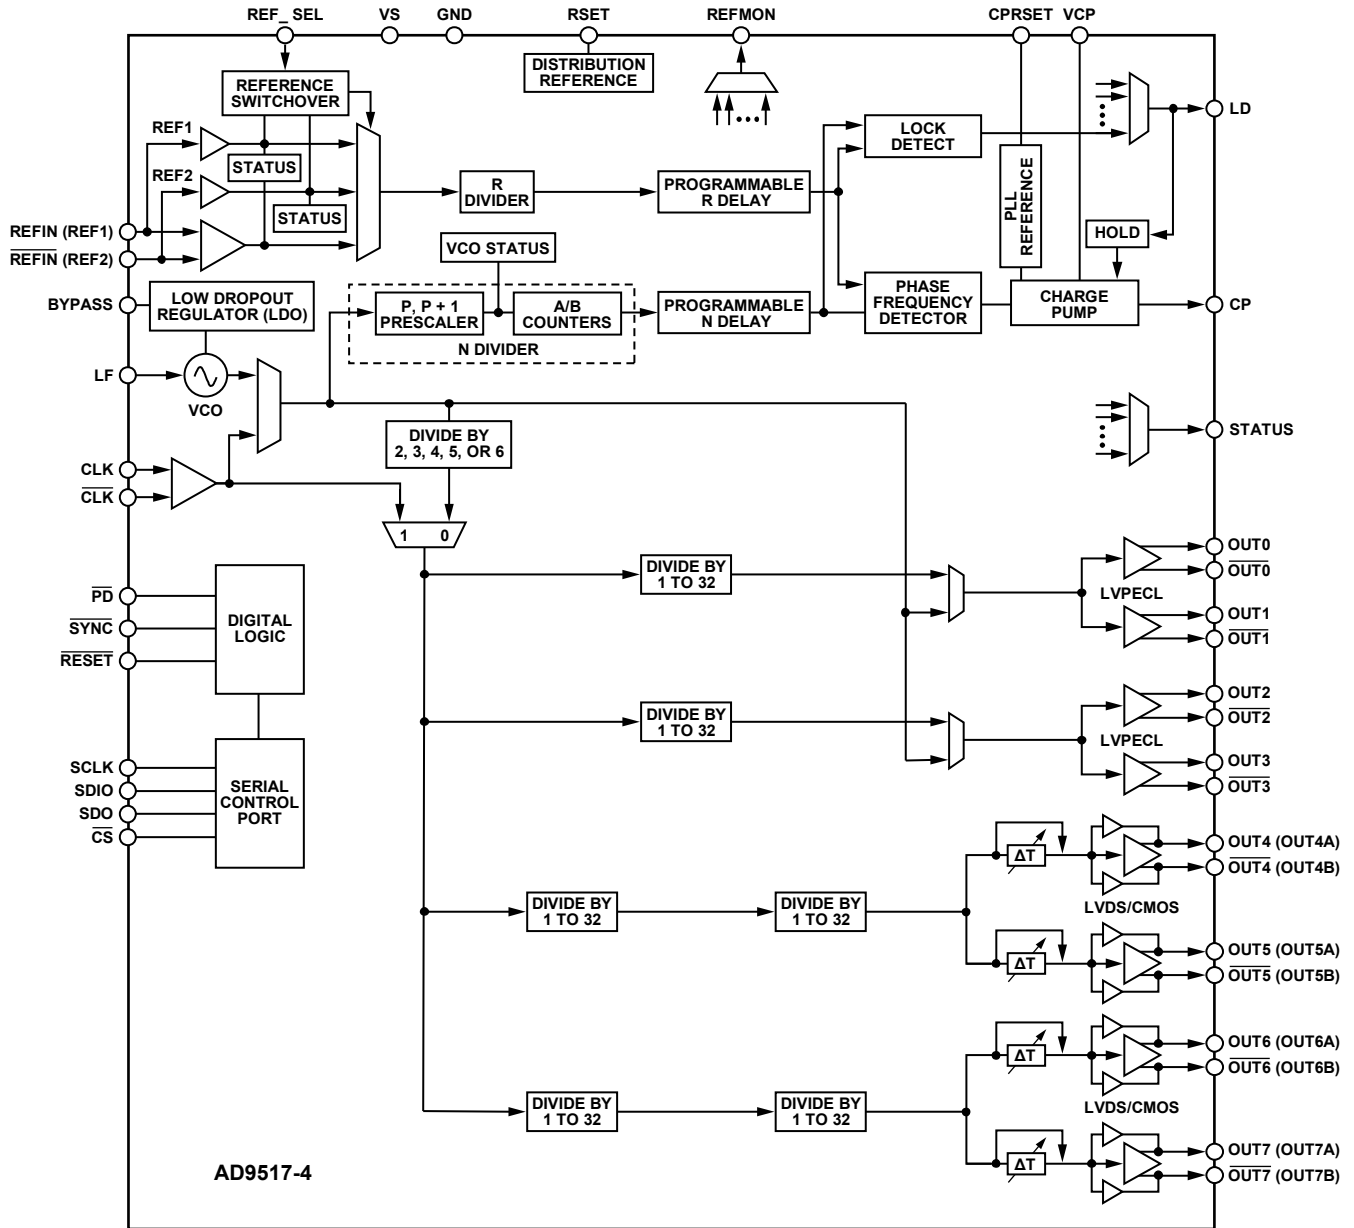 REF_ SEL
VS
GND
RSET
REFMON
CPRSET
VCP
DISTRIBUTION
REFERENCE
REFERENCE
SWITCHOVER
REF1
STATUS
REF2
STATUS
R
DIVIDER
PROGRAMMABLE
R DELAY
LOCK
DETECT
LD
PLL
REFERENCE
HOLD
REFIN (REF1)
REFIN (REF2)
VCO STATUS
BYPASS
LOW DROPOUT
REGULATOR (LDO)
P, P + 1
PRESCALER
A/B
COUNTERS
N DIVIDER
PROGRAMMABLE
N DELAY
PHASE
FREQUENCY
DETECTOR
CHARGE
PUMP
CP
LF
VCO
DIVIDE BY
2, 3, 4, 5, OR 6
STATUS
CLK
CLK
1 0
DIVIDE BY
1 TO 32
LVPECL
OUT0
OUT0
OUT1
OUT1
PD
SYNC
RESET
DIGITAL
LOGIC
DIVIDE BY
1 TO 32
LVPECL
OUT2
OUT2
OUT3
OUT3
SCLK
SDIO
SDO
CS
SERIAL
CONTROL
PORT
DIVIDE BY
1 TO 32
DIVIDE BY
1 TO 32
ΔT
OUT4 (OUT4A)
OUT4 (OUT4B)
LVDS/CMOS
ΔT
OUT5 (OUT5A)
OUT5 (OUT5B)
DIVIDE BY
1 TO 32
DIVIDE BY
1 TO 32
ΔT
OUT6 (OUT6A)
OUT6 (OUT6B)
LVDS/CMOS
ΔT
OUT7 (OUT7A)
OUT7 (OUT7B)
AD9517-4